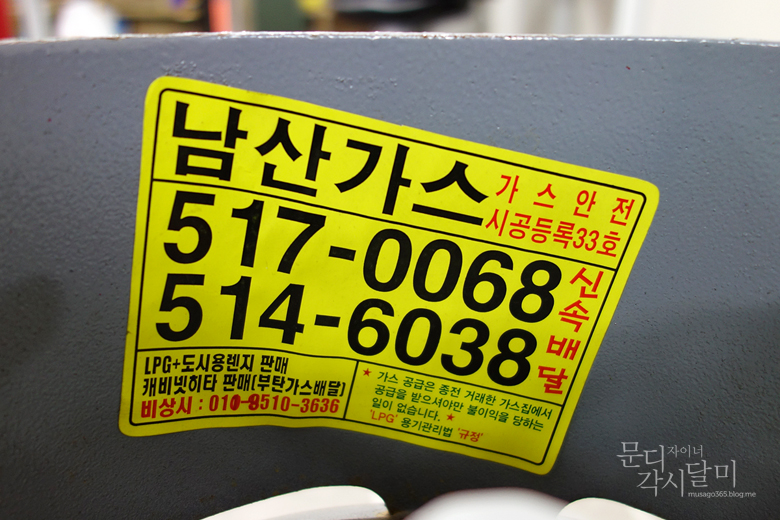 남산가스
가스안전
시공등록33호
517-0068
514-6038
신속배달
LPG+도시용렌지 판매
캐비넷히타 판매(부탄가스배달)
비상시 : 010-8510-3636
★ 가스 공급은 종전 거래한 가스집에서
공급을 받으셔야만 불이익을 당하는
일이 없습니다. ★
'LPG' 용기관리법 '규정'
문디자이너
각시달미
musago365.blog.me